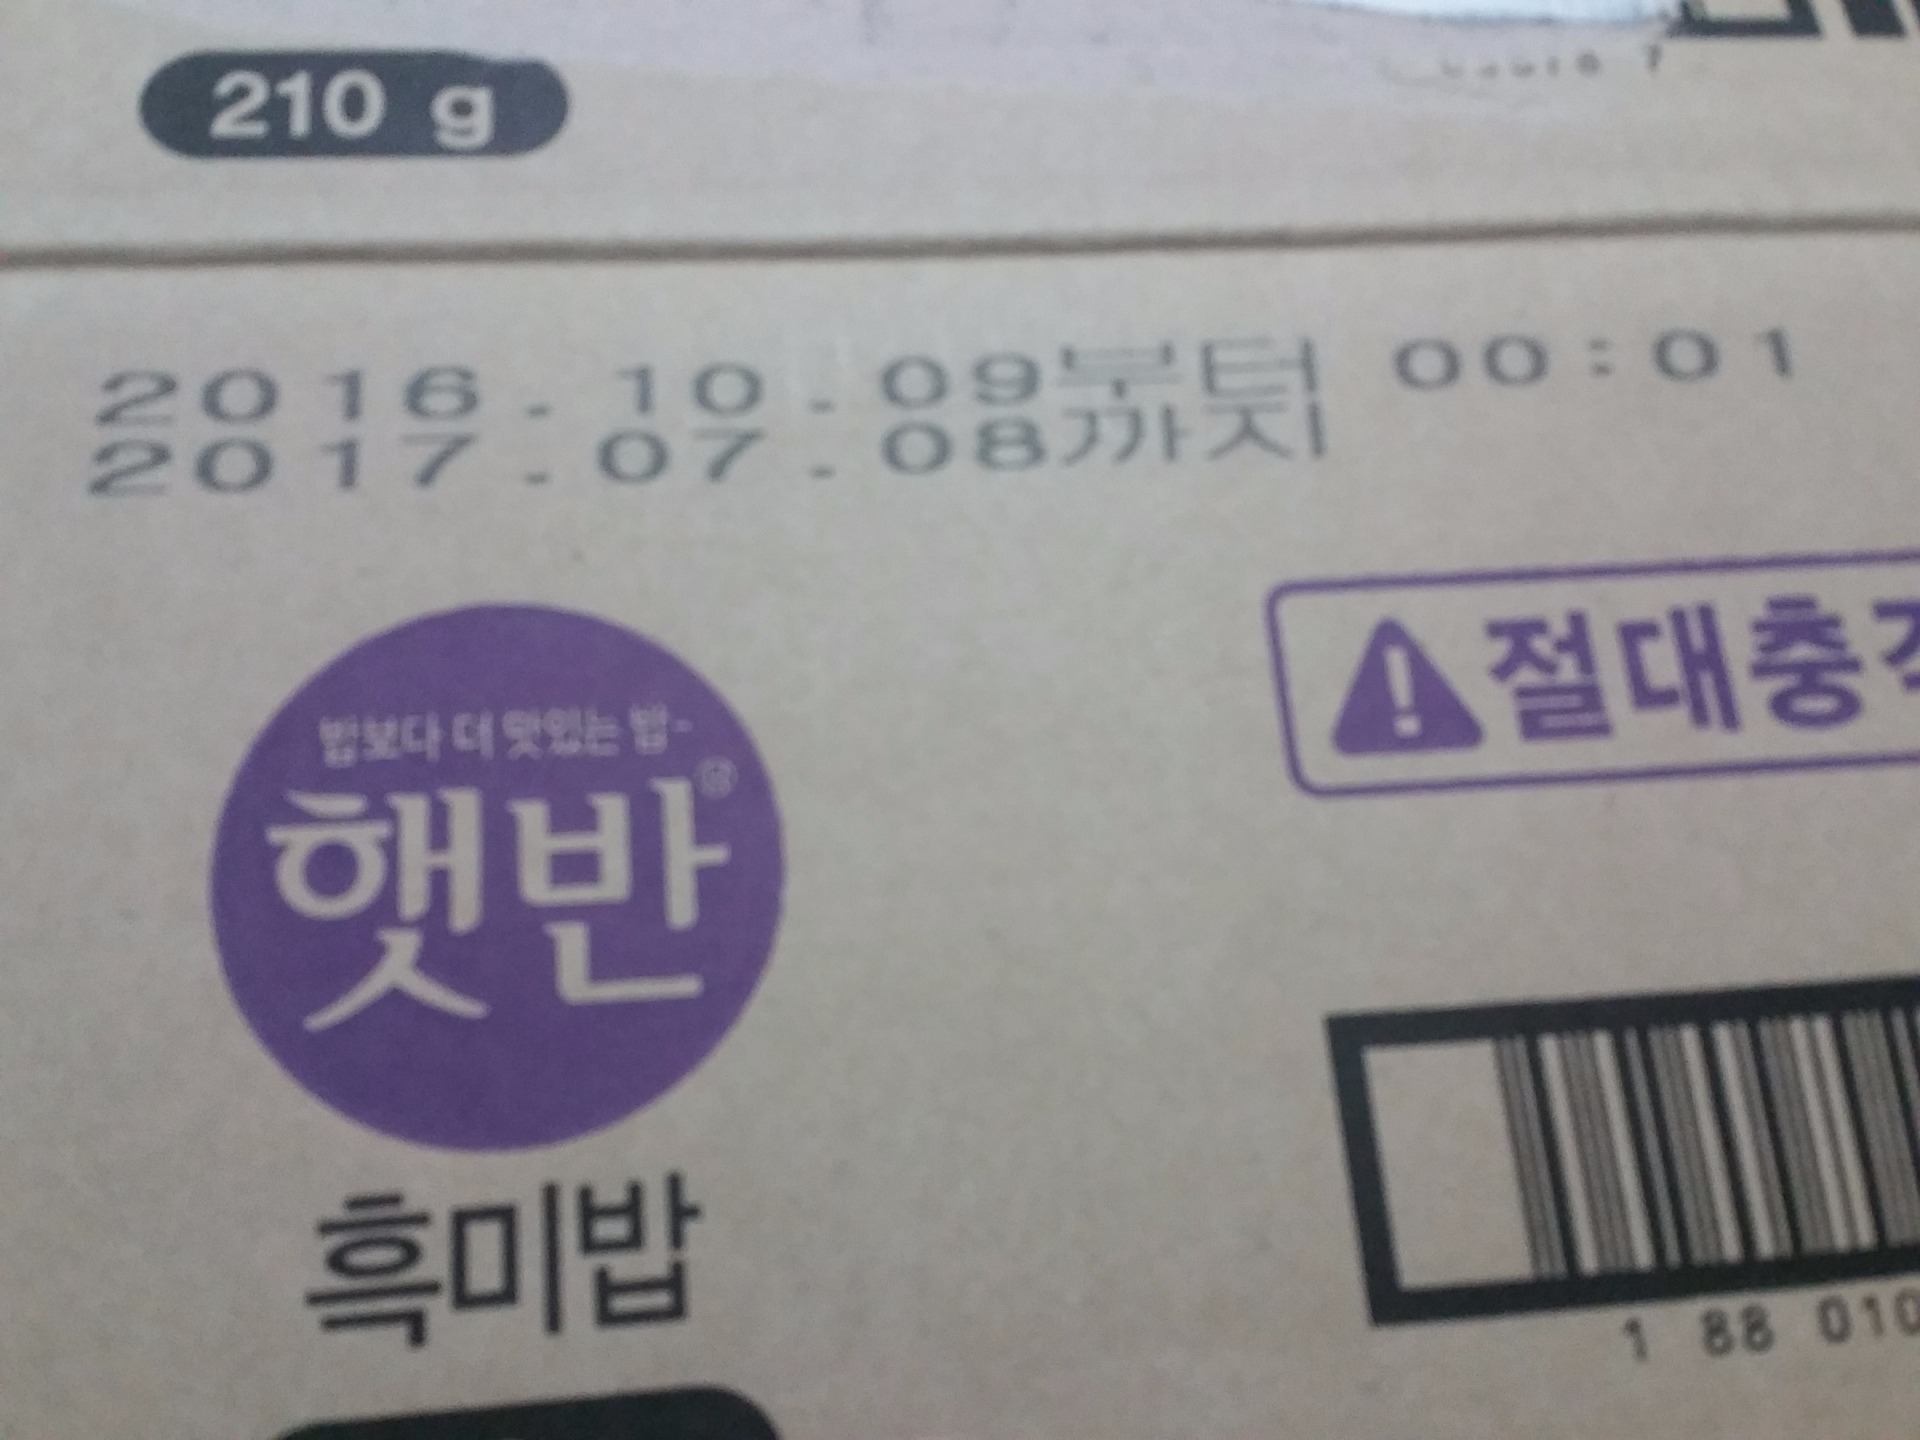 210 g
2016.10.09부터 00:01
2017.07.08까지
절대충격
밥보다 더 맛있는 밥-
햇반®
흑미밥
1 88 010